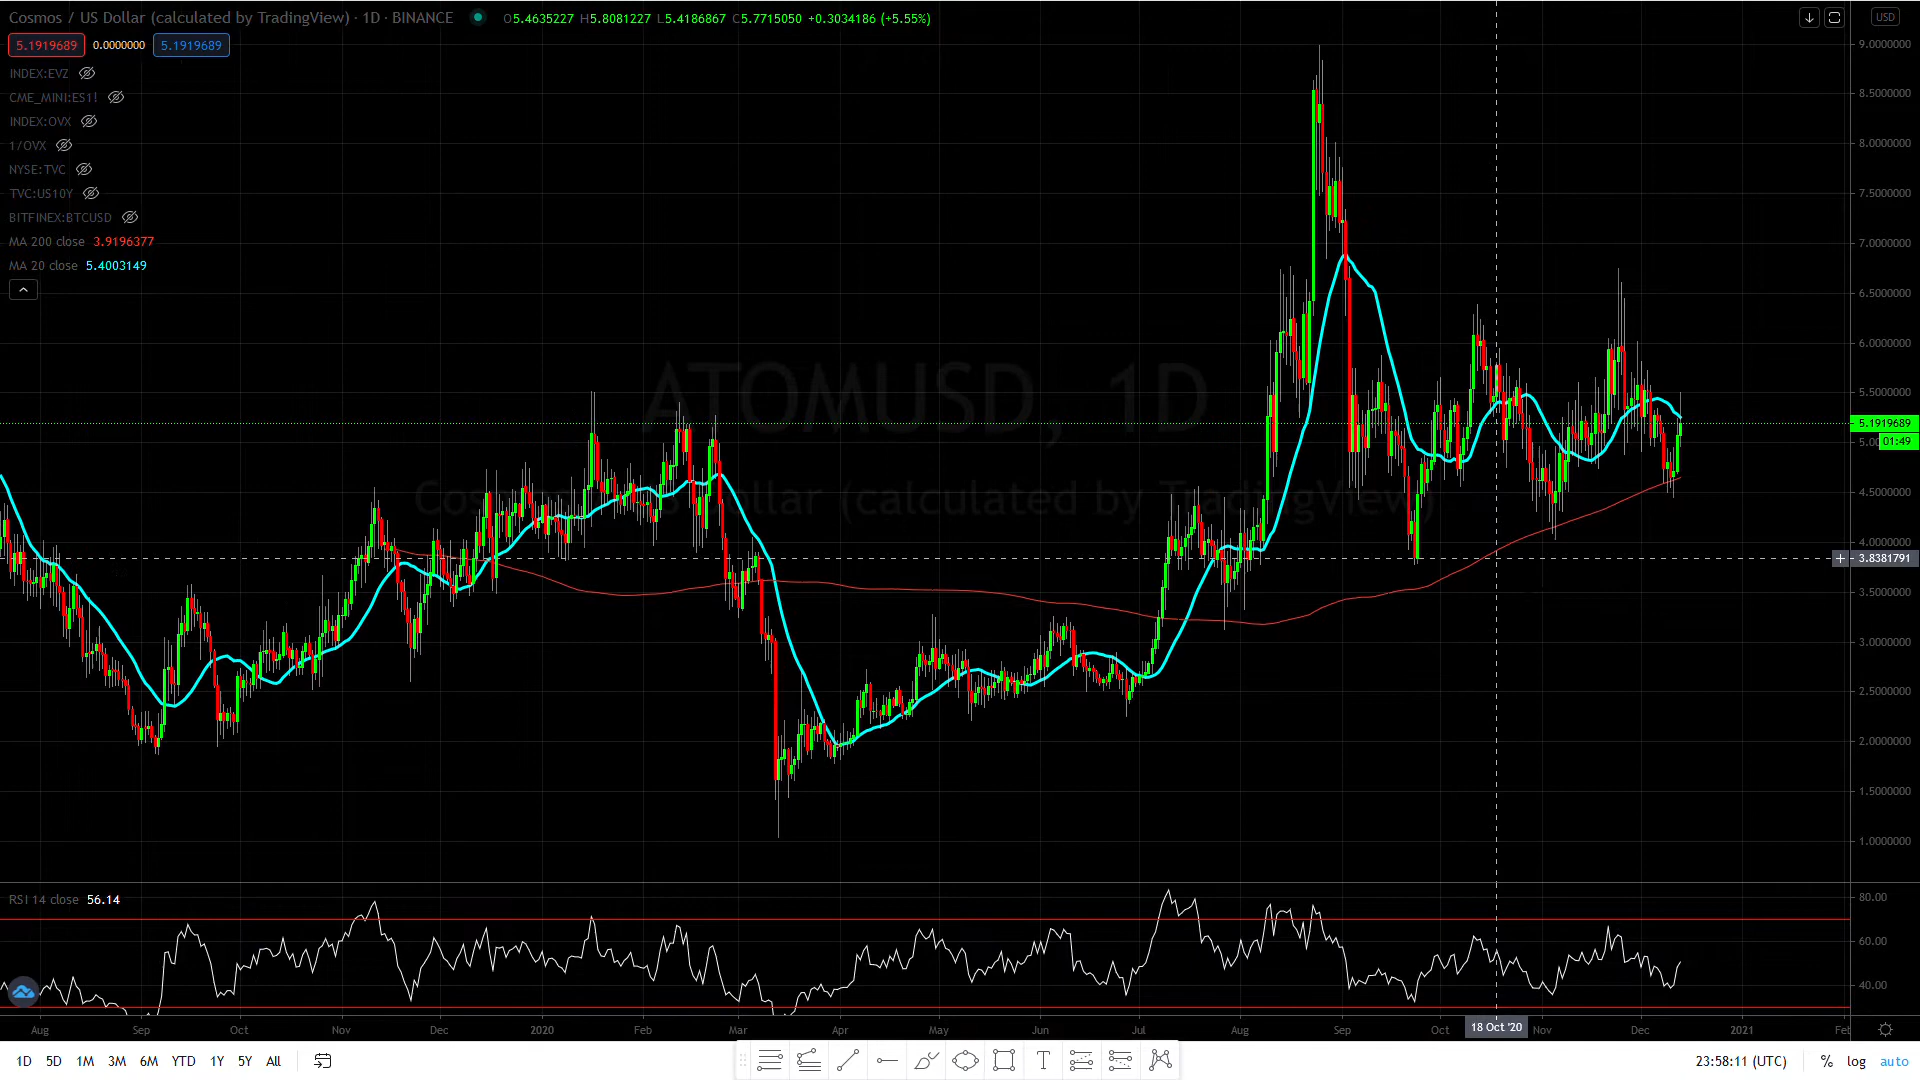 Cosmos / US Dollar (calculated by TradingView) · 1D · BINANCE O5.4635227 H5.8081227 L5.4186867 C5.7715050 +0.3034186 (+5.55%)
5.1919689 0.0000000 5.1919689
INDEX:EVZ
CME_MINI:ES1!
INDEX:OVX
1/OVX
NYSE:TVC
TVC:US10Y
BITFINEX:BTCUSD
MA 200 close 3.9196377
MA 20 close 5.4003149
USD
9.0000000
8.5000000
8.0000000
7.5000000
7.0000000
6.5000000
6.0000000
5.5000000
5.1919689
01:49
4.5000000
4.0000000
3.8381791
3.5000000
3.0000000
2.5000000
2.0000000
1.5000000
1.0000000
ATOMUSD, 1D
RSI 14 close 56.14
80.00
60.00
40.00
Aug Sep Oct Nov Dec 2020 Feb Mar Apr May Jun Jul Aug Sep Oct 18 Oct '20 Nov Dec 2021
1D 5D 1M 3M 6M YTD 1Y 5Y All
23:58:11 (UTC) % log auto